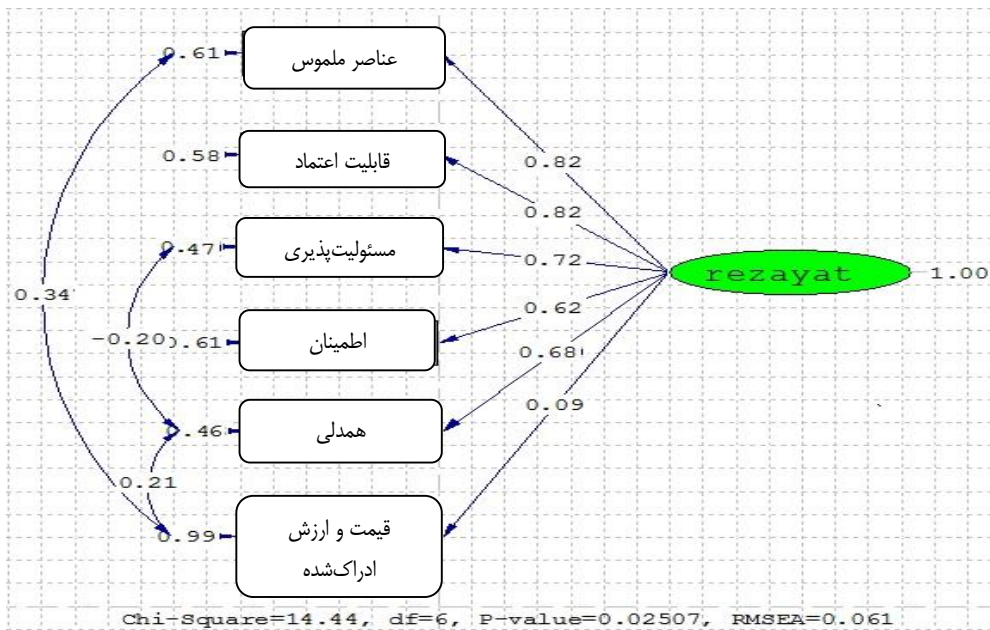 0.61
عناصر ملموس
0.82
0.58
قابلیت اعتماد
0.82
0.47
مسئولیت‌پذیری
0.72
rezayat
1.00
0.34
-0.20
0.61
اطمینان
0.62
0.68
0.46
همدلی
0.09
0.21
0.99
قیمت و ارزش
ادراک‌شده
Chi-Square=14.44, df=6, P-value=0.02507, RMSEA=0.061